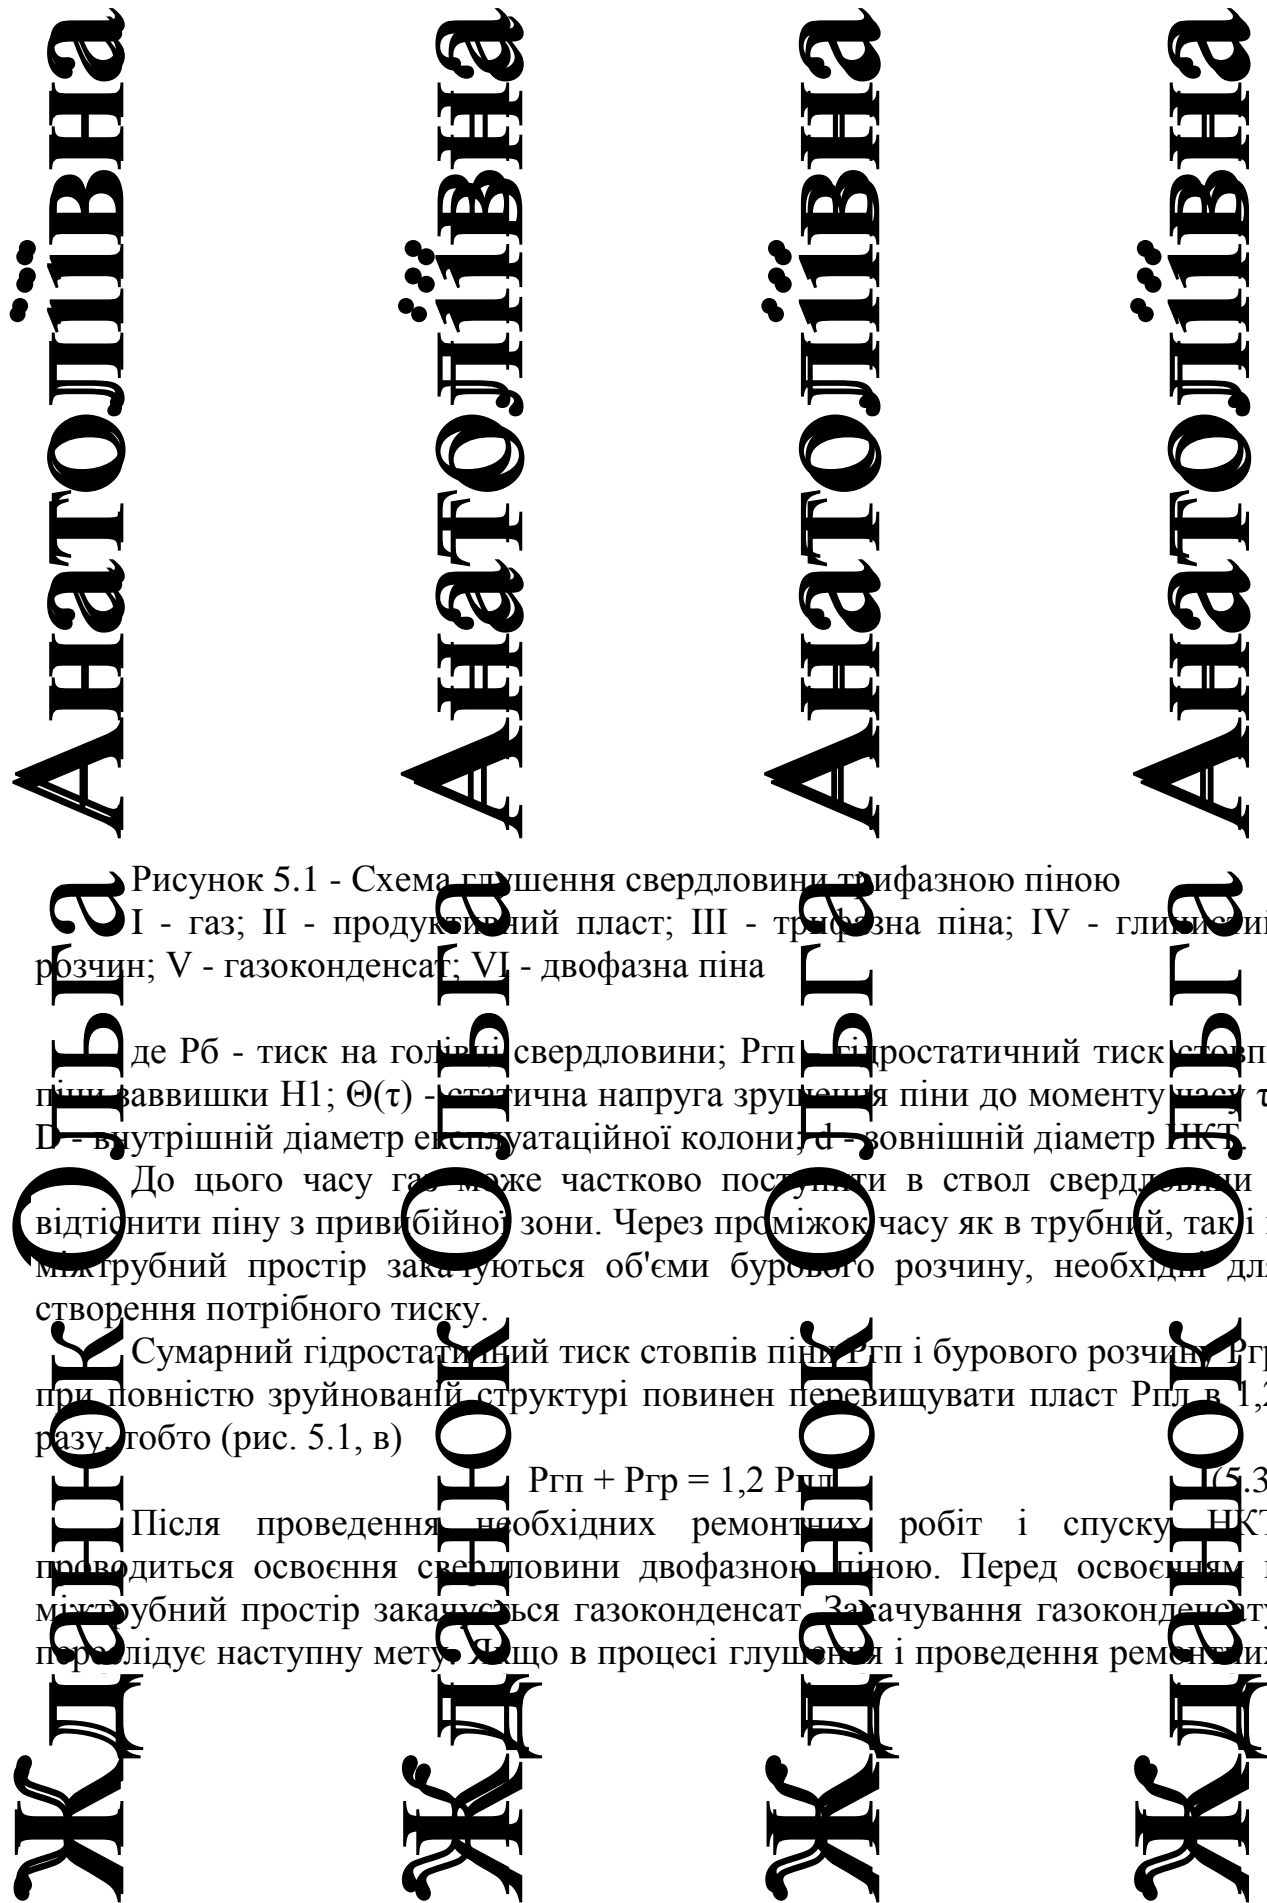 Жданюк Ольга Анатоліївна
Жданюк Ольга Анатоліївна
Жданюк Ольга Анатоліївна
Жданюк Ольга Анатоліївна
Рисунок 5.1 - Схема глушення свердловини трифазною піною
I - газ; II - продуктивний пласт; III - трифазна піна; IV - глинистий
розчин; V - газоконденсат; VI - двофазна піна
де Рб - тиск на голівці свердловини; Ргп - гідростатичний тиск
піни заввишки Н1; Θ(τ) - статична напруга зрушення піни до моменту часу τ
D - внутрішній діаметр експлуатаційної колони; d - зовнішній діаметр НКТ.
До цього часу газ може частково поступити в ствол свердловини
відтіснити піну з привибійної зони. Через проміжок часу як в трубний, так і
міжтрубний простір закачуються об'єми бурового розчину, необхідні для
створення потрібного тиску.
Сумарний гідростатичний тиск стовпів піни Ргп і бурового розчину Ргр
при повністю зруйнованій структурі повинен перевищувати пласт Рпл в 1,2
разу, тобто (рис. 5.1, в)
Ргп + Ргр = 1,2 Рпл (5.3
Після проведення необхідних ремонтних робіт і спуску НКТ
проводиться освоєння свердловини двофазною піною. Перед освоєнням
міжтрубний простір закачується газоконденсат. Закачування газоконденсату
переслідує наступну мету. Якщо в процесі глушення і проведення ремонтних